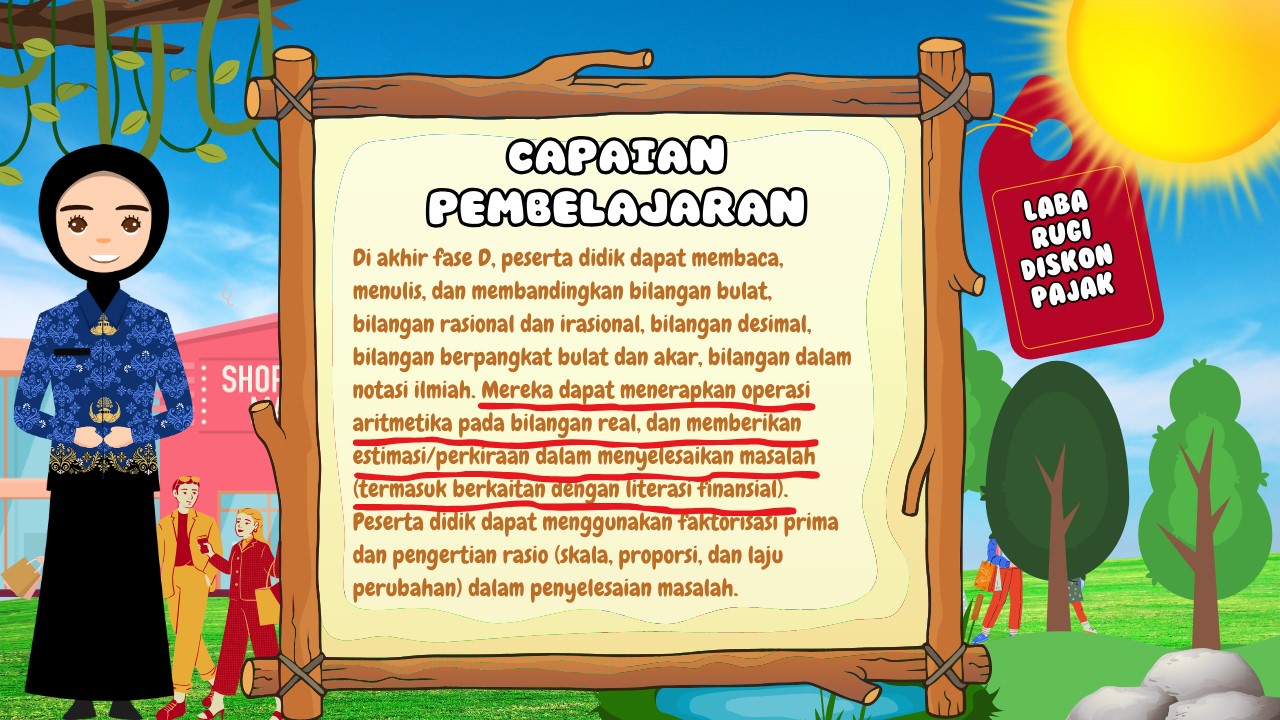 CAPAIAN
PEMBELAJARAN
Di akhir fase D, peserta didik dapat membaca,
menulis, dan membandingkan bilangan bulat,
bilangan rasional dan irasional, bilangan desimal,
bilangan berpangkat bulat dan akar, bilangan dalam
notasi ilmiah. Mereka dapat menerapkan operasi
aritmetika pada bilangan real, dan memberikan
estimasi/perkiraan dalam menyelesaikan masalah
(termasuk berkaitan dengan literasi finansial).
Peserta didik dapat menggunakan faktorisasi prima
dan pengertian rasio (skala, proporsi, dan laju
perubahan) dalam penyelesaian masalah.
LABA
RUGI
DISKON
PAJAK